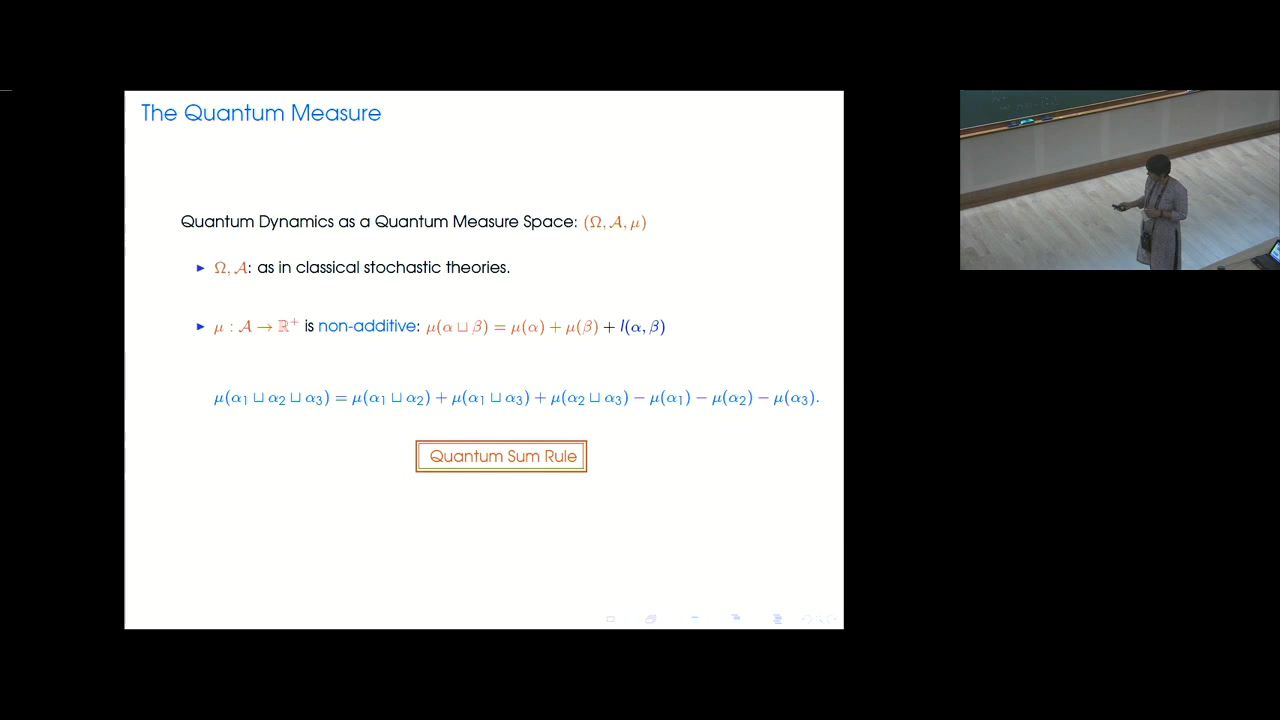 The Quantum Measure
Quantum Dynamics as a Quantum Measure Space: (Ω, 𝒜, μ)
▶ Ω, 𝒜: as in classical stochastic theories.
▶ μ : 𝒜 → ℝ⁺ is non-additive: μ(α ⊔ β) = μ(α) + μ(β) + I(α, β)
μ(α₁ ⊔ α₂ ⊔ α₃) = μ(α₁ ⊔ α₂) + μ(α₁ ⊔ α₃) + μ(α₂ ⊔ α₃) − μ(α₁) − μ(α₂) − μ(α₃).
Quantum Sum Rule